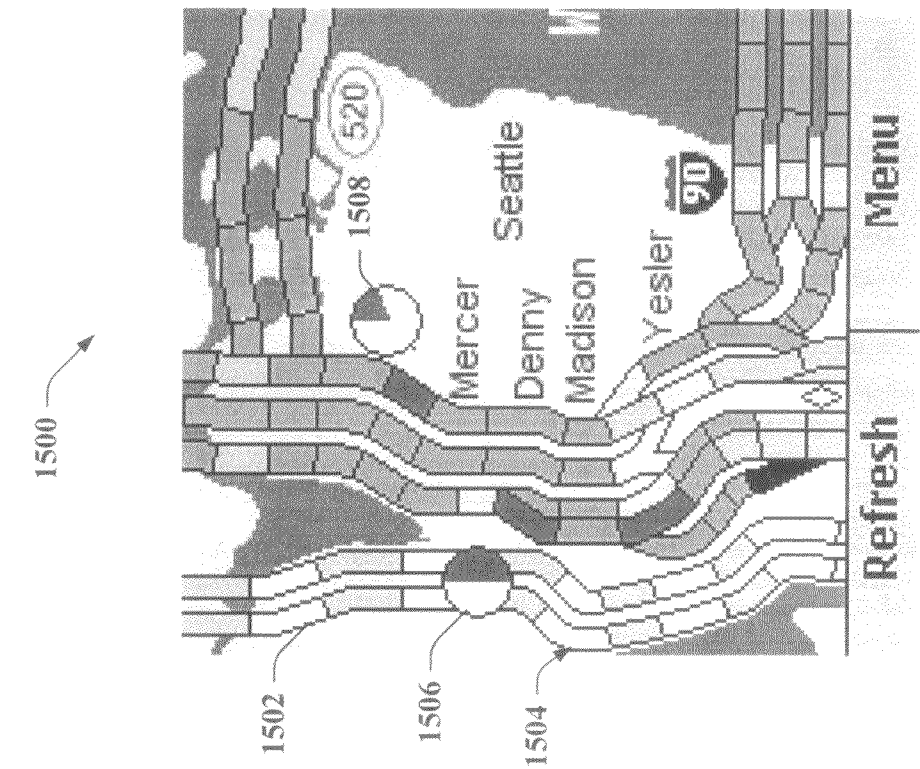 1500
520
1508
Seattle
Mercer
Denny
Madison
Yesler
90
1502
1506
1504
Refresh
Menu